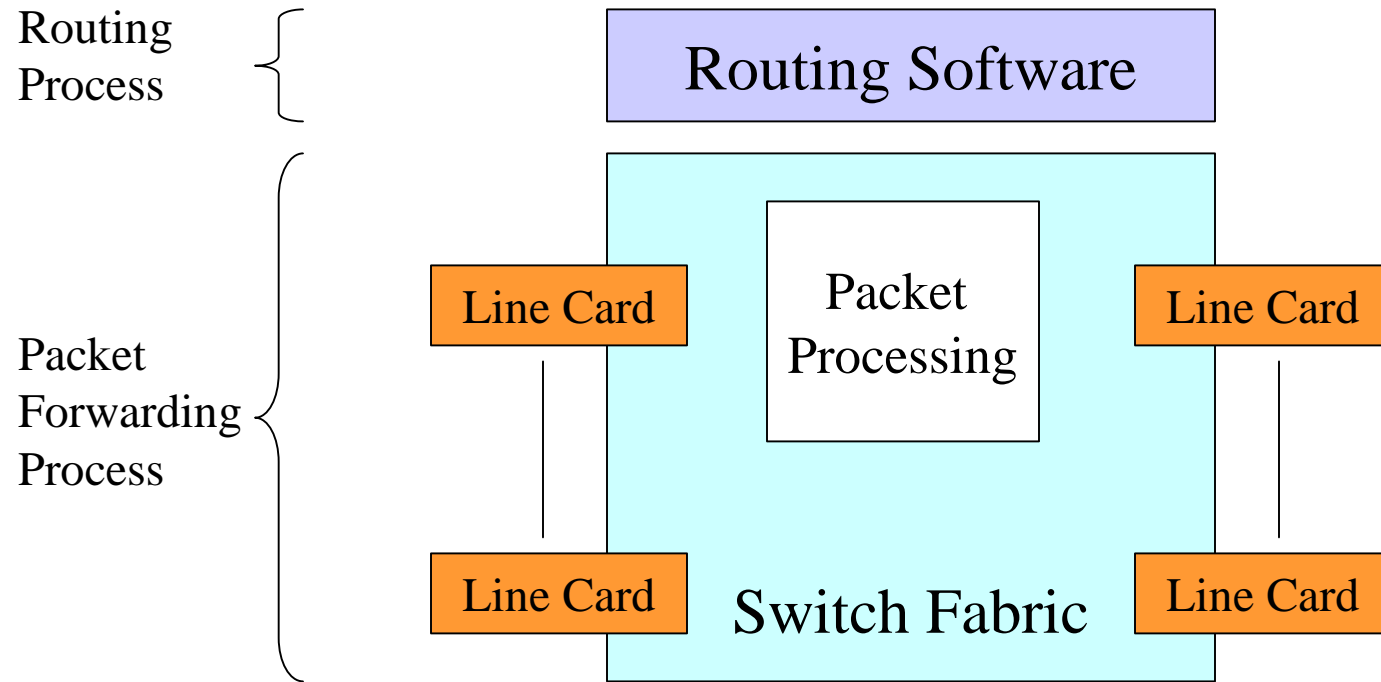 Routing
Process
Routing Software
Packet
Processing
Line Card
Line Card
Packet
Forwarding
Process
Line Card
Switch Fabric
Line Card